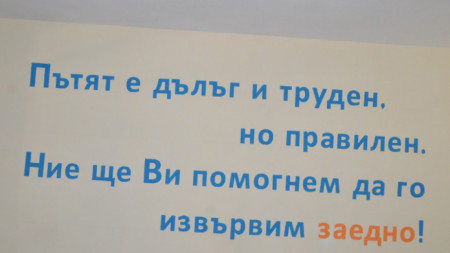 Пътят е дълъг и труден.
но правилен.
Ние ще Ви помогнем да го
извървим заедно!